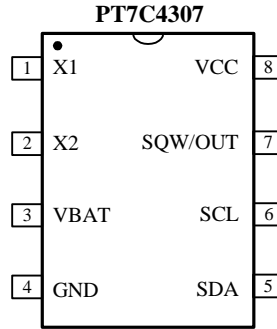 PT7C4307
1 X1 VCC 8
2 X2 SQW/OUT 7
3 VBAT SCL 6
4 GND SDA 5